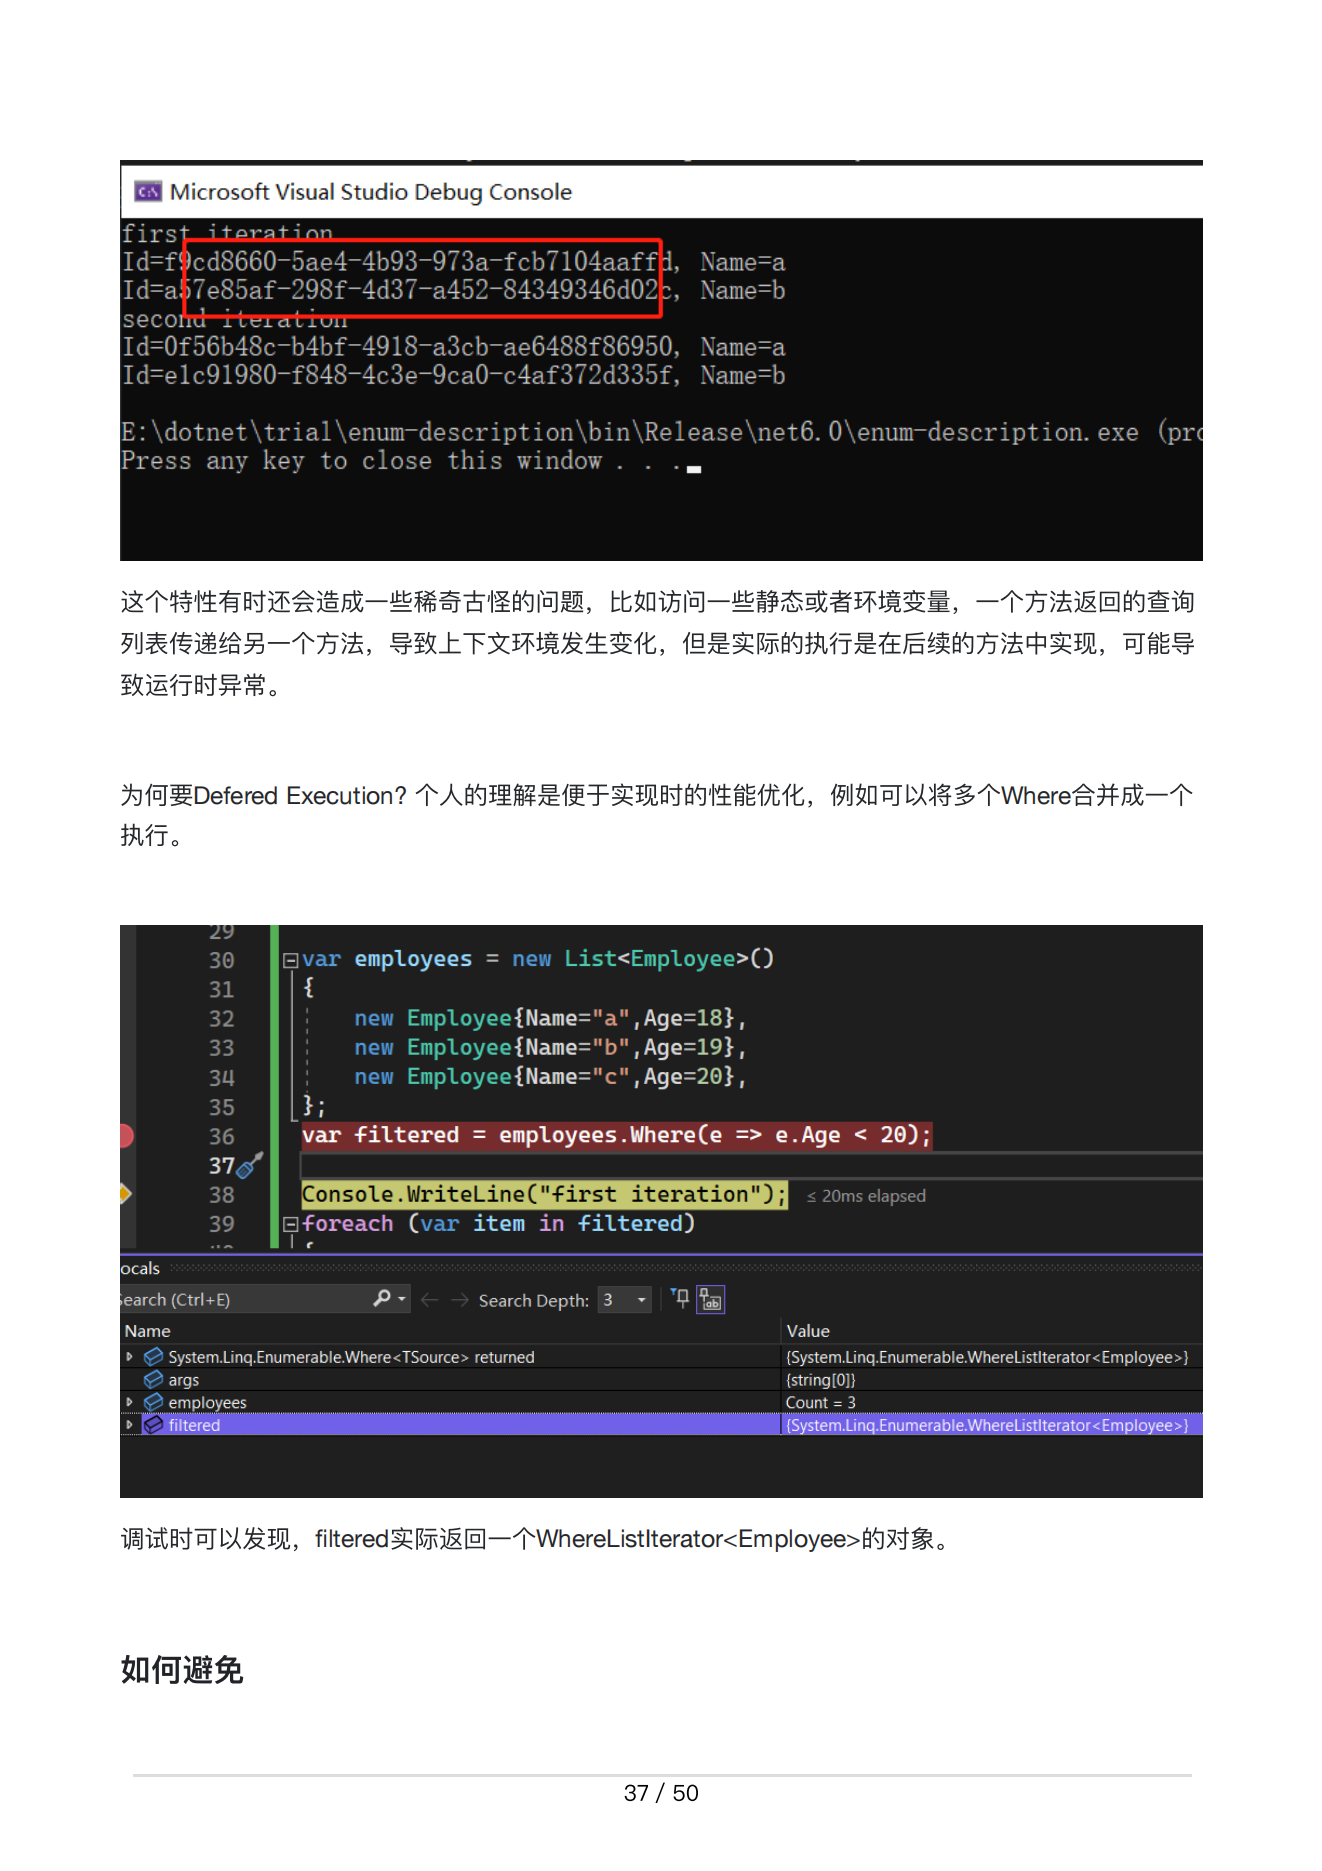 Microsoft Visual Studio Debug Console
first iteration
Id=f9cd8660-5ae4-4b93-973a-fcb7104aaffd, Name=a
Id=a57e85af-298f-4d37-a452-84349346d02c, Name=b
second iteration
Id=0f56b48c-b4bf-4918-a3cb-ae6488f86950, Name=a
Id=e1c91980-f848-4c3e-9ca0-c4af372d335f, Name=b
E:\dotnet\trial\enum-description\bin\Release\net6.0\enum-description.exe (pro
Press any key to close this window . . .
这个特性有时还会造成一些稀奇古怪的问题，比如访问一些静态或者环境变量，一个方法返回的查询
列表传递给另一个方法，导致上下文环境发生变化，但是实际的执行是在后续的方法中实现，可能导
致运行时异常。
为何要Defered Execution? 个人的理解是便于实现时的性能优化，例如可以将多个Where合并成一个
执行。
29
30 var employees = new List<Employee>()
31 {
32 new Employee{Name="a",Age=18},
33 new Employee{Name="b",Age=19},
34 new Employee{Name="c",Age=20},
35 };
36 var filtered = employees.Where(e => e.Age < 20);
37
38 Console.WriteLine("first iteration"); ≤ 20ms elapsed
39 foreach (var item in filtered)
40 {
ocals
Search (Ctrl+E) Search Depth: 3
Name Value
System.Linq.Enumerable.Where<TSource> returned {System.Linq.Enumerable.WhereListIterator<Employee>}
args {string[0]}
employees Count = 3
filtered {System.Linq.Enumerable.WhereListIterator<Employee>}
调试时可以发现，filtered实际返回一个WhereListIterator<Employee>的对象。
如何避免
37 / 50